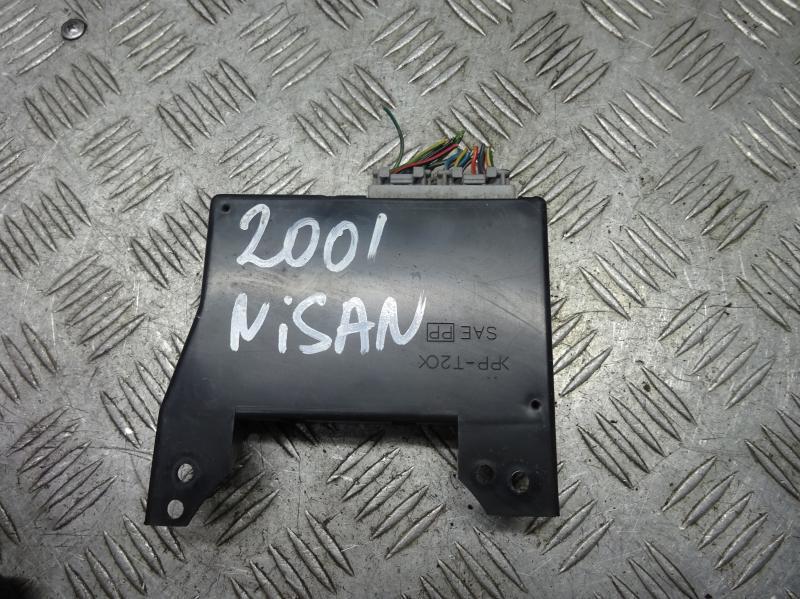 2001
NiSAN
SAE PP
>PP-T20<